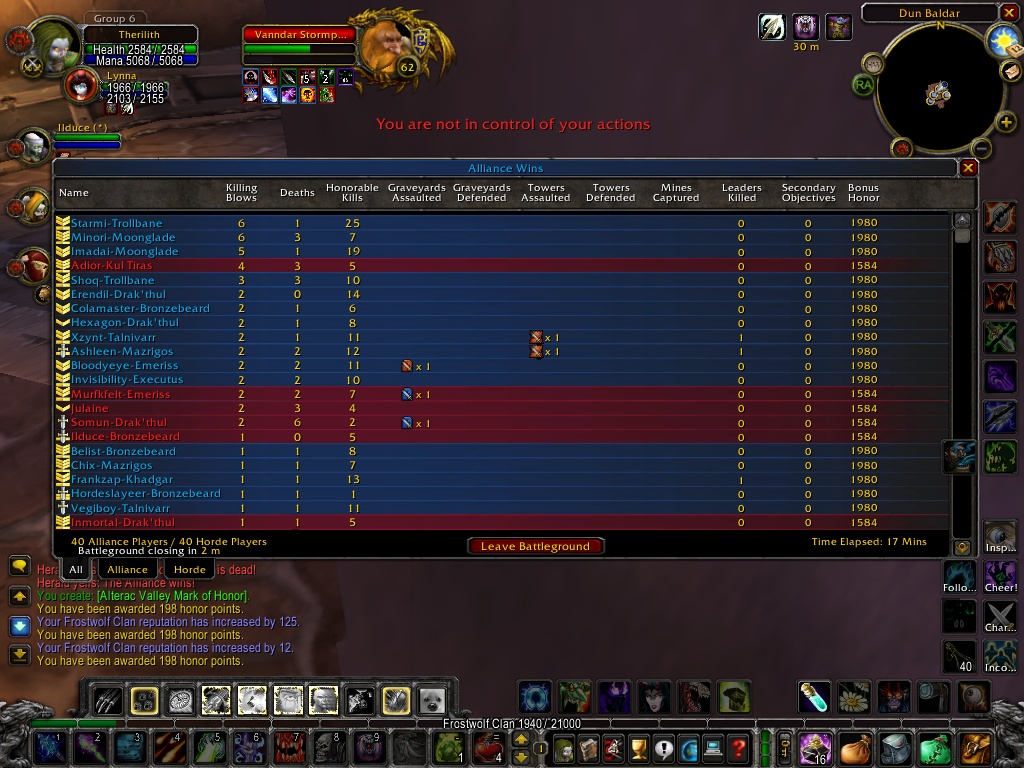 Group 6
Therilith
Health 2584 / 2584
Mana 5068 / 5068
Lynna
1966 / 1966
2103 / 2155
Ilduce (*)
Vanndar Stormp...
62
5
2
30 m
Dun Baldar
N
RA
You are not in control of your actions
Alliance Wins
Name Killing Blows Deaths Honorable Kills Graveyards Assaulted Graveyards Defended Towers Assaulted Towers Defended Mines Captured Leaders Killed Secondary Objectives Bonus Honor
Starmi-Trollbane 6 1 25 0 0 1980
Minori-Moonglade 6 3 7 0 0 1980
Imadai-Moonglade 5 1 19 0 0 1980
Adior-Kul Tiras 4 3 5 0 0 1584
Shoq-Trollbane 3 3 10 0 0 1980
Erendil-Drak'thul 2 0 14 0 0 1980
Colamaster-Bronzebeard 2 1 6 0 0 1980
Hexagon-Drak'thul 2 1 8 0 0 1980
Xzynt-Talnivarr 2 1 11 x 1 1 0 1980
Ashleen-Mazrigos 2 2 12 x 1 1 0 1980
Bloodyeye-Emeriss 2 2 11 x 1 0 0 1980
Invisibility-Executus 2 2 10 0 0 1980
Murfkfelt-Emeriss 2 2 7 x 1 0 0 1584
Julaine 2 3 4 0 0 1584
Somun-Drak'thul 2 6 2 x 1 0 0 1584
Ilduce-Bronzebeard 1 0 5 0 0 1584
Belist-Bronzebeard 1 1 8 0 0 1980
Chix-Mazrigos 1 1 7 0 0 1980
Frankzap-Khadgar 1 1 13 1 0 1980
Hordeslayeer-Bronzebeard 1 1 1 0 0 1980
Vegiboy-Talnivarr 1 1 11 0 0 1980
Inmortal-Drak'thul 1 1 5 0 0 1584
40 Alliance Players / 40 Horde Players
Battleground closing in 2 m
Leave Battleground
Time Elapsed: 17 Mins
All Alliance Horde
is dead!
Herald yells: The Alliance wins!
You create: [Alterac Valley Mark of Honor].
You have been awarded 198 honor points.
Your Frostwolf Clan reputation has increased by 125.
You have been awarded 198 honor points.
Your Frostwolf Clan reputation has increased by 12.
You have been awarded 198 honor points.
Insp...
Follo...
Cheer!
Char...
40
Inco...
Frostwolf Clan 1940 / 21000
1 2 3 4 5 6 7 8 9
1
4
1
16